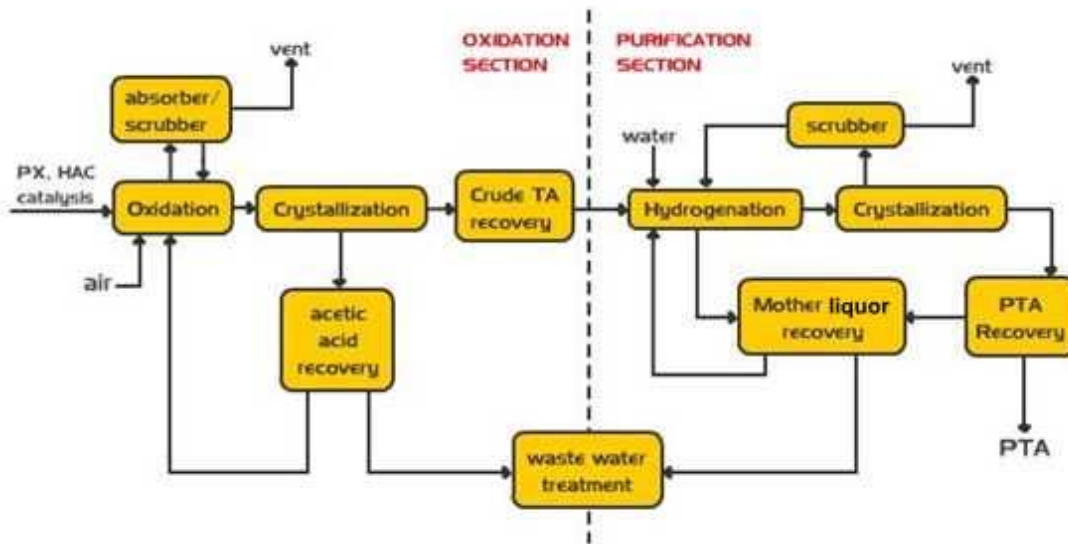 OXIDATION
SECTION
PURIFICATION
SECTION
vent
absorber/
scrubber
PX, HAC
catalysis
Oxidation
air
Crystallization
Crude TA
recovery
acetic
acid
recovery
vent
scrubber
water
Hydrogenation
Crystallization
Mother liquor
recovery
PTA
Recovery
PTA
waste water
treatment